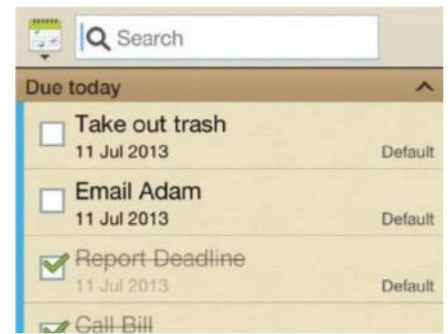 Search
Due today
Take out trash
11 Jul 2013 Default
Email Adam
11 Jul 2013 Default
Report Deadline
11 Jul 2013 Default
Call Bill